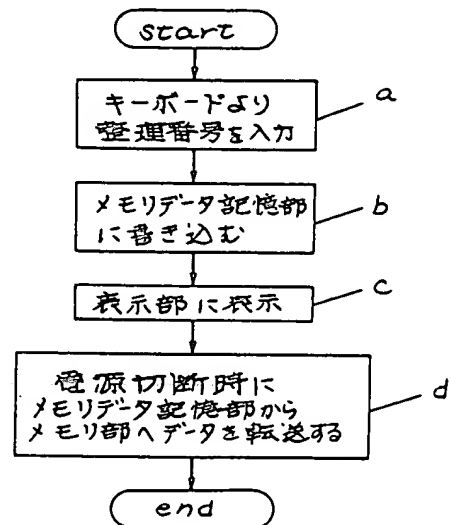 start
キーボードより
整理番号を入力
a
メモリデータ記憶部
に書き込む
b
表示部に表示
c
電源切断時に
メモリデータ記憶部から
メモリ部へデータを転送する
d
end